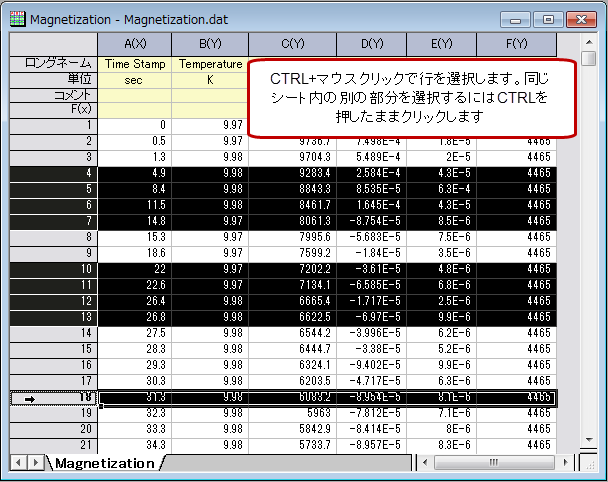 Magnetization - Magnetization.dat
A(X) B(Y) C(Y) D(Y) E(Y) F(Y)
ロングネーム Time Stamp Temperature
単位 sec K
コメント
F(x)
CTRL+マウスクリックで行を選択します。同じ
シート内の別の部分を選択するにはCTRLを
押したままクリックします
1 0 9.97
2 0.5 9.97 9736.7 7.498E-4 6.3E-4 4465
3 1.3 9.98 9704.3 5.489E-4 2E-5 4465
4 4.9 9.98 9283.4 2.584E-4 4.3E-5 4465
5 8.4 9.98 8843.3 8.535E-5 6.3E-4 4465
6 11.5 9.98 8461.7 1.645E-4 4.3E-5 4465
7 14.8 9.97 8061.3 -8.754E-5 8.5E-6 4465
8 15.3 9.97 7995.6 -5.683E-5 7.5E-6 4465
9 18.6 9.97 7599.2 -1.84E-5 3.5E-6 4465
10 22 9.97 7202.2 -3.61E-5 4.8E-6 4465
11 22.6 9.97 7134.1 -6.585E-5 6.8E-6 4465
12 26.4 9.98 6665.4 -1.717E-5 2.5E-6 4465
13 26.8 9.98 6622.5 -6.97E-5 9.9E-6 4465
14 27.5 9.98 6544.2 -3.996E-5 6.2E-6 4465
15 28.3 9.98 6444.7 -3.38E-5 5.2E-6 4465
16 29.3 9.98 6324.1 -9.402E-5 9.9E-6 4465
17 30.3 9.98 6203.5 -4.717E-5 6.3E-6 4465
18 31.3 9.98 6083.2 -8.954E-5 8.1E-6 4465
19 32.3 9.98 5963 -7.812E-5 7.1E-6 4465
20 33.3 9.98 5842.9 -8.414E-5 8E-6 4465
21 34.3 9.98 5733.7 -8.957E-5 8.3E-6 4465
Magnetization